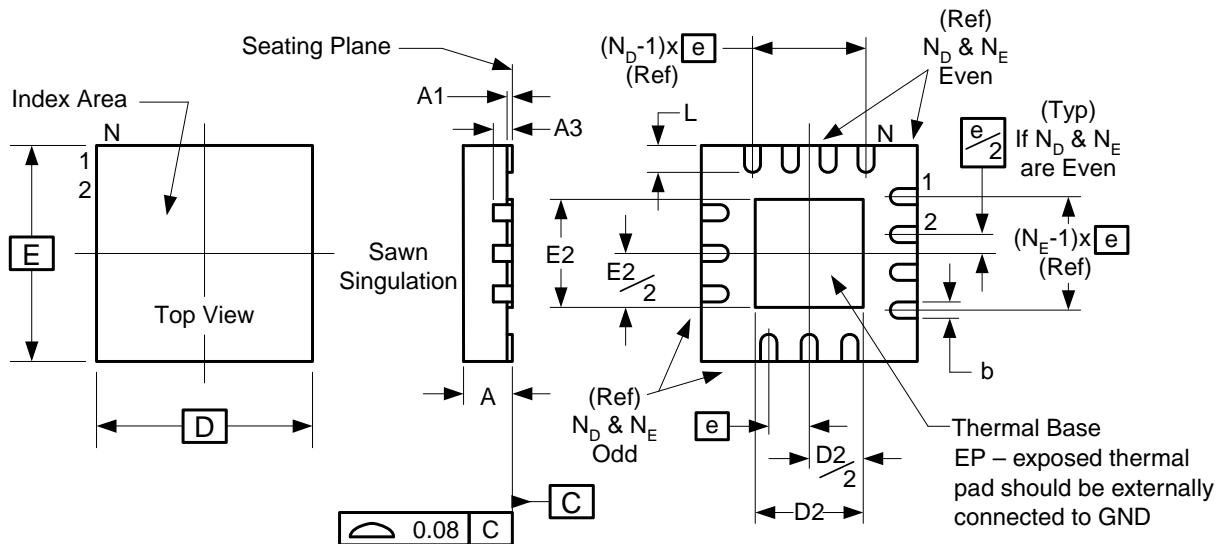 Seating Plane
Index Area
N
1
2
E
Top View
D
A1
A3
Sawn
Singulation
A
C
0.08 C
(N_D-1)x e
(Ref)
(Ref)
N_D & N_E
Even
L
N
e/2
(Typ)
If N_D & N_E
are Even
1
2
(N_E-1)x e
(Ref)
E2
E2/2
b
(Ref)
N_D & N_E
Odd
e
D2/2
D2
Thermal Base
EP – exposed thermal
pad should be externally
connected to GND